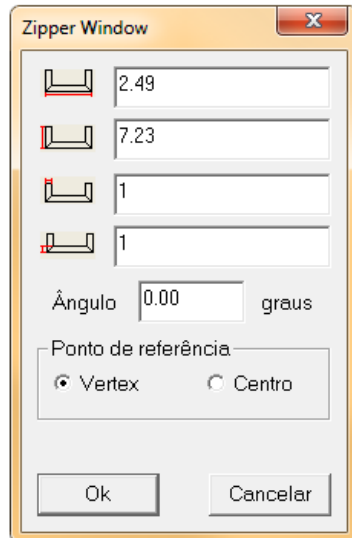 Zipper Window
2.49
7.23
1
1
Ângulo 0.00 graus
Ponto de referência
Vertex Centro
Ok Cancelar